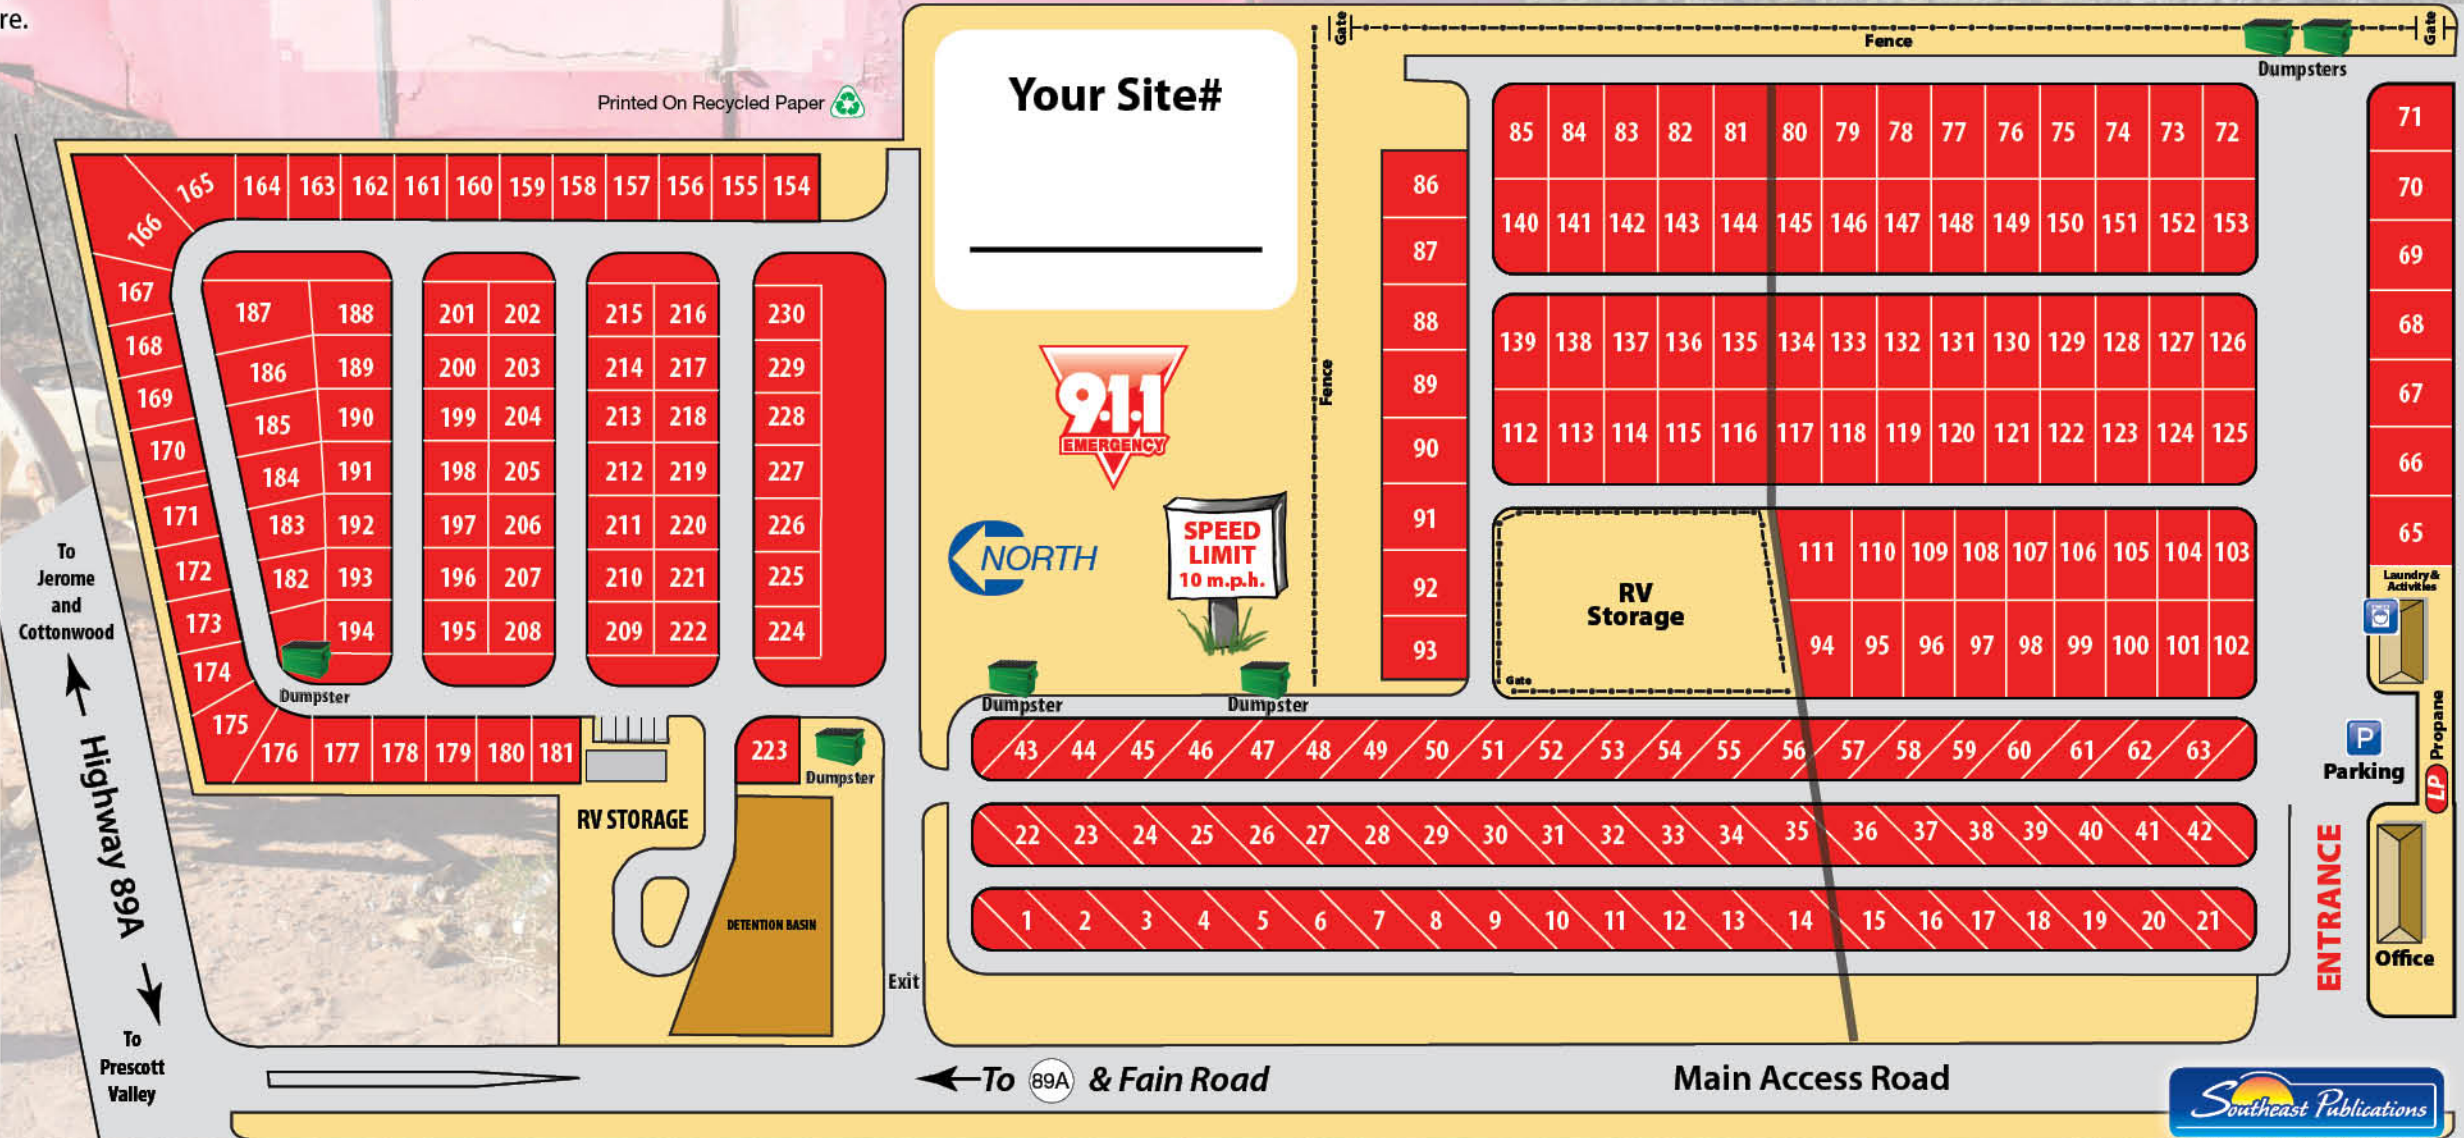 re.
Printed On Recycled Paper
Your Site#
Gate
Fence
Gate
Dumpsters
85 84 83 82 81 80 79 78 77 76 75 74 73 72
140 141 142 143 144 145 146 147 148 149 150 151 152 153
139 138 137 136 135 134 133 132 131 130 129 128 127 126
112 113 114 115 116 117 118 119 120 121 122 123 124 125
111 110 109 108 107 106 105 104 103
94 95 96 97 98 99 100 101 102
RV
Storage
Gate
71
70
69
68
67
66
65
Laundry &
Activities
Propane
LP
P
Parking
ENTRANCE
Office
86
87
88
89
90
91
92
93
Fence
911
EMERGENCY
NORTH
SPEED
LIMIT
10 m.p.h.
Dumpster
Dumpster
166 165 164 163 162 161 160 159 158 157 156 155 154
167
168
169
170
171
172
173
174
175
176 177 178 179 180 181
187 188
186 189
185 190
184 191
183 192
182 193
194
Dumpster
201 202
200 203
199 204
198 205
197 206
196 207
195 208
215 216
214 217
213 218
212 219
211 220
210 221
209 222
230
229
228
227
226
225
224
223
Dumpster
RV STORAGE
DETENTION BASIN
Exit
43 44 45 46 47 48 49 50 51 52 53 54 55 56 57 58 59 60 61 62 63
22 23 24 25 26 27 28 29 30 31 32 33 34 35 36 37 38 39 40 41 42
1 2 3 4 5 6 7 8 9 10 11 12 13 14 15 16 17 18 19 20 21
To
Jerome
and
Cottonwood
Highway 89A
To
Prescott
Valley
To 89A & Fain Road
Main Access Road
Southeast Publications